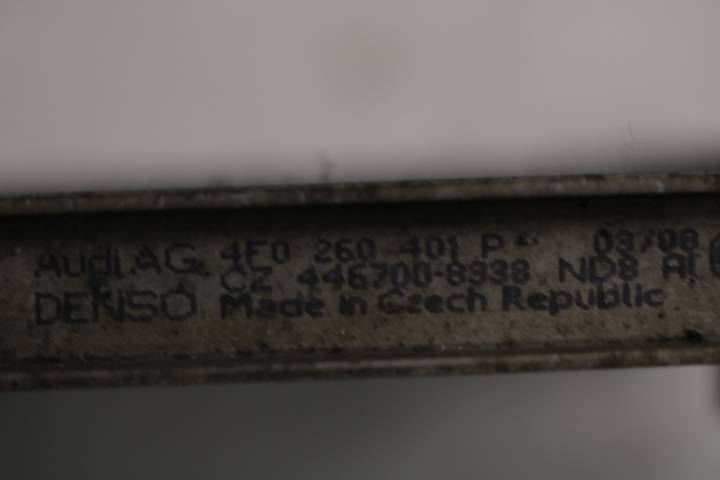 Audi AG 4F0 260 401 P 03/08
CZ 446700-8338 ND8 Al
DENSO Made in Czech Republic